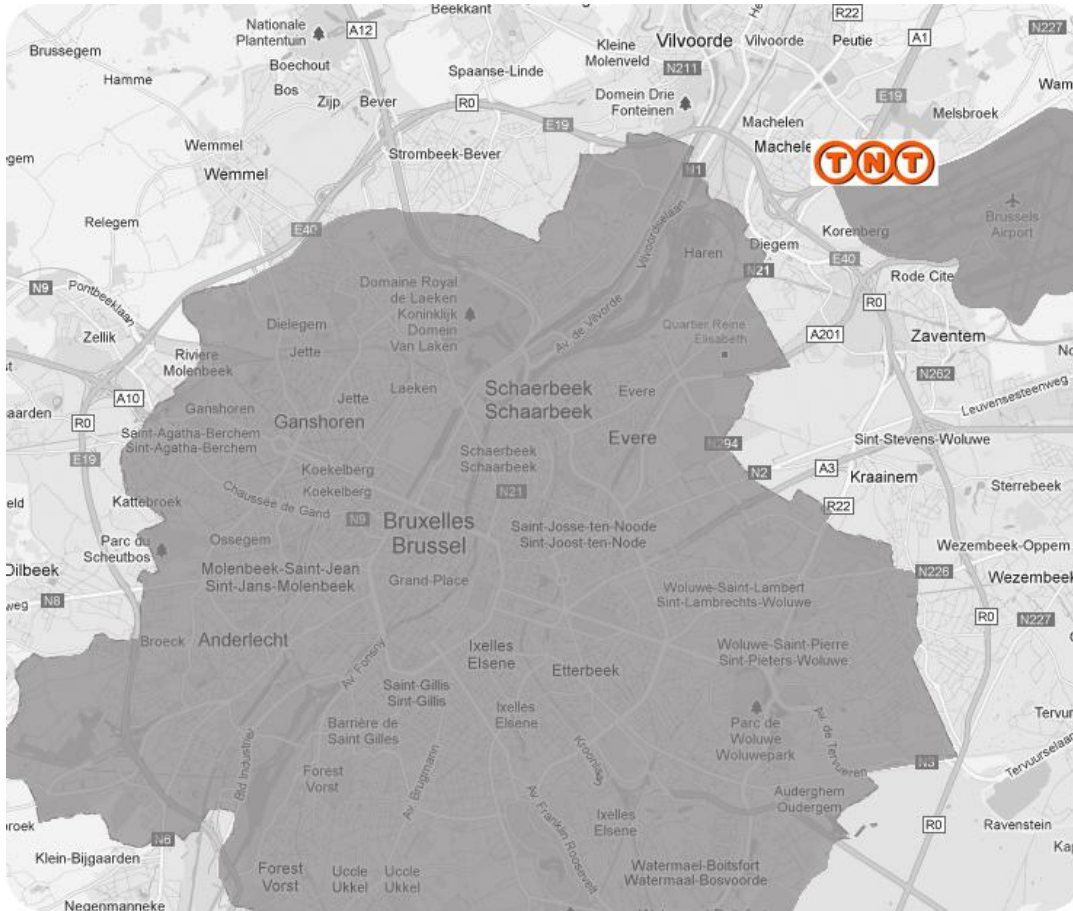 Beekkant
R22
N227
Nationale
Plantentuin
A12
Kleine
Molenveld
Vilvoorde
Vilvoorde
Peutie
A1
Brussegem
Boechout
Bos
Spaanse-Linde
N211
Hamme
Zijp
Bever
R0
Domein Drie
Fonteinen
E19
Melsbroek
E19
Machelen
Wemmel
Strombeek-Bever
TNT
Wemmel
N1
Relegem
E40
Vilvoordselaan
Haren
Diegem
Korenberg
Brussels
Airport
N21
E40
Rode Cite
N9
Pontbeeklaan
Domaine Royal
de Laeken
Koninklijk
Domein
Van Laken
Av. de Vilvorde
R0
Zellik
Dielegem
Quartier Reine
Elisabeth
A201
Zaventem
Riviere
Molenbeek
Jette
N262
A10
Laeken
Schaerbeek
Schaarbeek
Evere
Leuvensesteenweg
Ganshoren
Jette
R0
Ganshoren
Saint-Agatha-Berchem
Sint-Agatha-Berchem
Evere
N294
Sint-Stevens-Woluwe
E19
Schaerbeek
Schaarbeek
Koekelberg
N2
A3
Kraainem
Koekelberg
N21
Sterrebeek
Kattebroek
Chaussée de Gand
R22
N9
Bruxelles
Brussel
Saint-Josse-ten-Noode
Sint-Joost-ten-Node
Parc du
Scheutbos
Ossegem
Wezembeek-Oppem
Dilbeek
Molenbeek-Saint-Jean
Sint-Jans-Molenbeek
Grand-Place
N226
Wezembeek
Woluwe-Saint-Lambert
Sint-Lambrechts-Woluwe
N8
R0
N227
Broeck
Anderlecht
Ixelles
Elsene
Woluwe-Saint-Pierre
Sint-Pieters-Woluwe
Av. Fonsny
Etterbeek
Saint-Gillis
Sint-Gillis
Ixelles
Elsene
Barrière de
Saint Gilles
Parc de
Woluwe
Woluwepark
Av. de Tervueren
Bld Industriel
Av. Brugmann
Kroonlaan
N3
Tervuurselaan
Forest
Vorst
Auderghem
Oudergem
Av. Franklin Roosevelt
Ixelles
Elsene
R0
Ravenstein
N6
Klein-Bijgaarden
Forest
Vorst
Uccle
Ukkel
Uccle
Ukkel
Watermael-Boitsfort
Watermaal-Bosvoorde
Negenmanneke